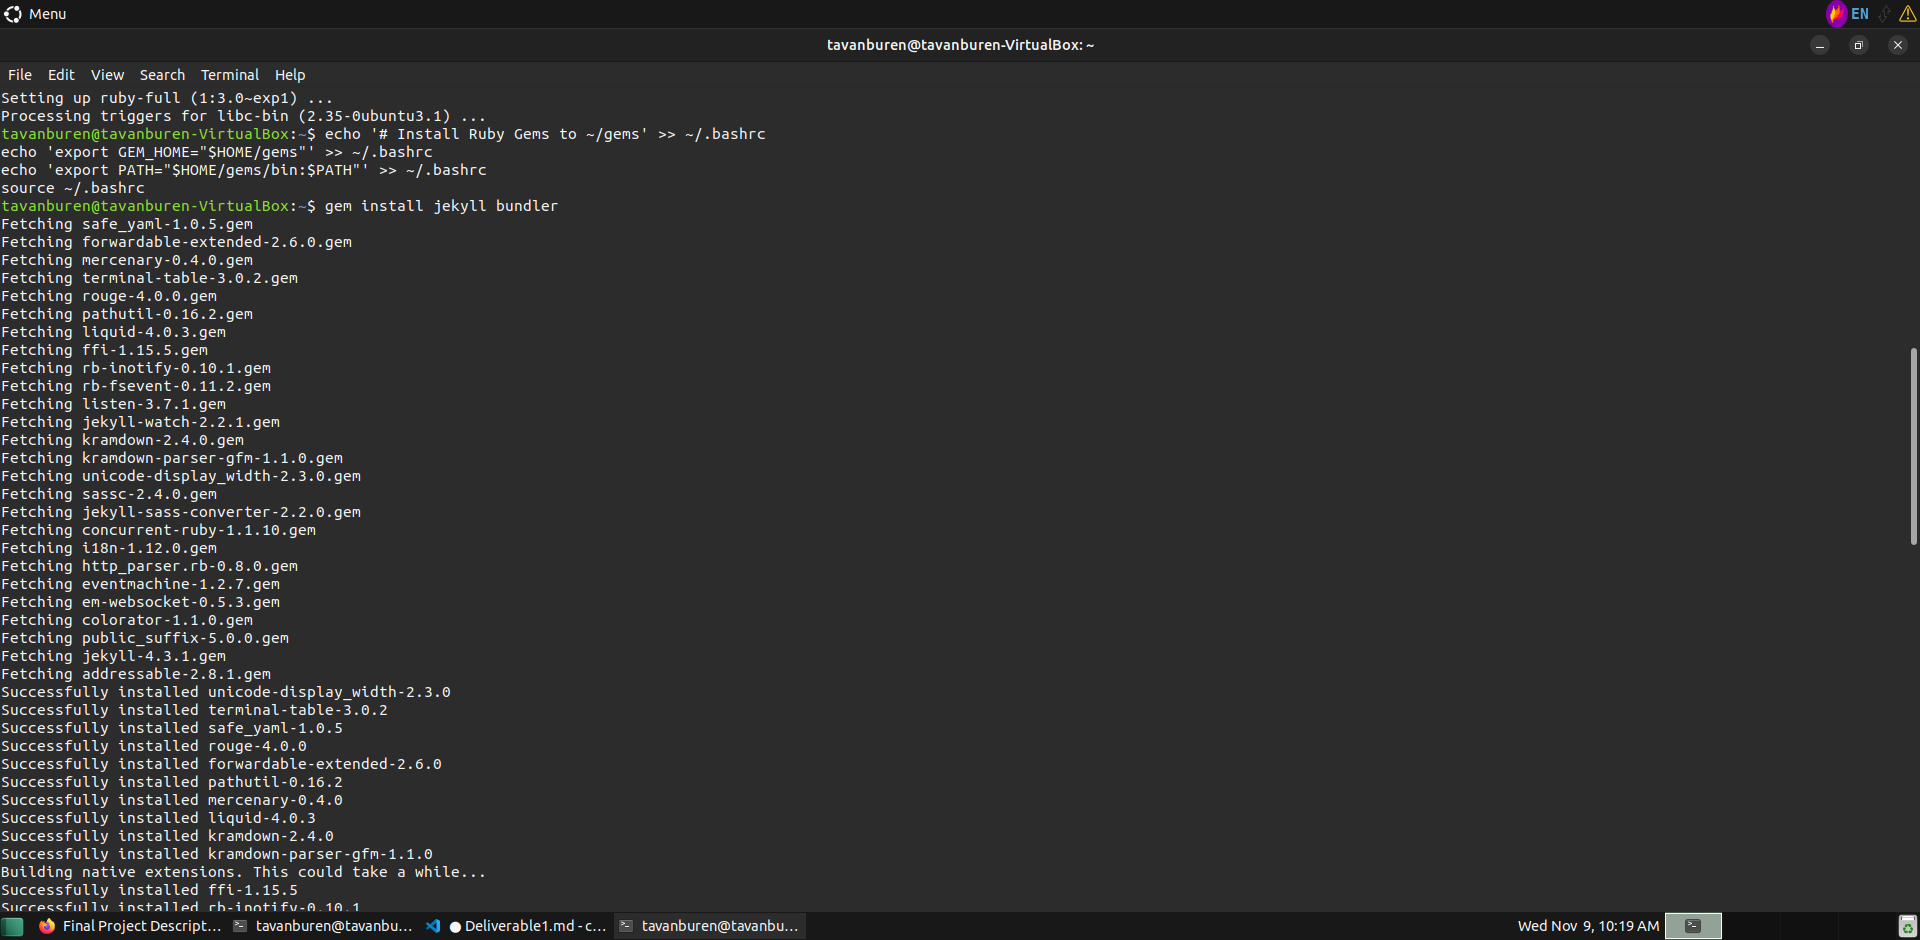 Menu
EN
tavanburen@tavanburen-VirtualBox: ~
File Edit View Search Terminal Help
Setting up ruby-full (1:3.0~exp1) ...
Processing triggers for libc-bin (2.35-0ubuntu3.1) ...
tavanburen@tavanburen-VirtualBox:~$ echo '# Install Ruby Gems to ~/gems' >> ~/.bashrc
echo 'export GEM_HOME="$HOME/gems"' >> ~/.bashrc
echo 'export PATH="$HOME/gems/bin:$PATH"' >> ~/.bashrc
source ~/.bashrc
tavanburen@tavanburen-VirtualBox:~$ gem install jekyll bundler
Fetching safe_yaml-1.0.5.gem
Fetching forwardable-extended-2.6.0.gem
Fetching mercenary-0.4.0.gem
Fetching terminal-table-3.0.2.gem
Fetching rouge-4.0.0.gem
Fetching pathutil-0.16.2.gem
Fetching liquid-4.0.3.gem
Fetching ffi-1.15.5.gem
Fetching rb-inotify-0.10.1.gem
Fetching rb-fsevent-0.11.2.gem
Fetching listen-3.7.1.gem
Fetching jekyll-watch-2.2.1.gem
Fetching kramdown-2.4.0.gem
Fetching kramdown-parser-gfm-1.1.0.gem
Fetching unicode-display_width-2.3.0.gem
Fetching sassc-2.4.0.gem
Fetching jekyll-sass-converter-2.2.0.gem
Fetching concurrent-ruby-1.1.10.gem
Fetching i18n-1.12.0.gem
Fetching http_parser.rb-0.8.0.gem
Fetching eventmachine-1.2.7.gem
Fetching em-websocket-0.5.3.gem
Fetching colorator-1.1.0.gem
Fetching public_suffix-5.0.0.gem
Fetching jekyll-4.3.1.gem
Fetching addressable-2.8.1.gem
Successfully installed unicode-display_width-2.3.0
Successfully installed terminal-table-3.0.2
Successfully installed safe_yaml-1.0.5
Successfully installed rouge-4.0.0
Successfully installed forwardable-extended-2.6.0
Successfully installed pathutil-0.16.2
Successfully installed mercenary-0.4.0
Successfully installed liquid-4.0.3
Successfully installed kramdown-2.4.0
Successfully installed kramdown-parser-gfm-1.1.0
Building native extensions. This could take a while...
Successfully installed ffi-1.15.5
Successfully installed rb-inotify-0.10.1
Final Project Descript... tavanburen@tavanbu... ● Deliverable1.md - c... tavanburen@tavanbu... Wed Nov 9, 10:19 AM